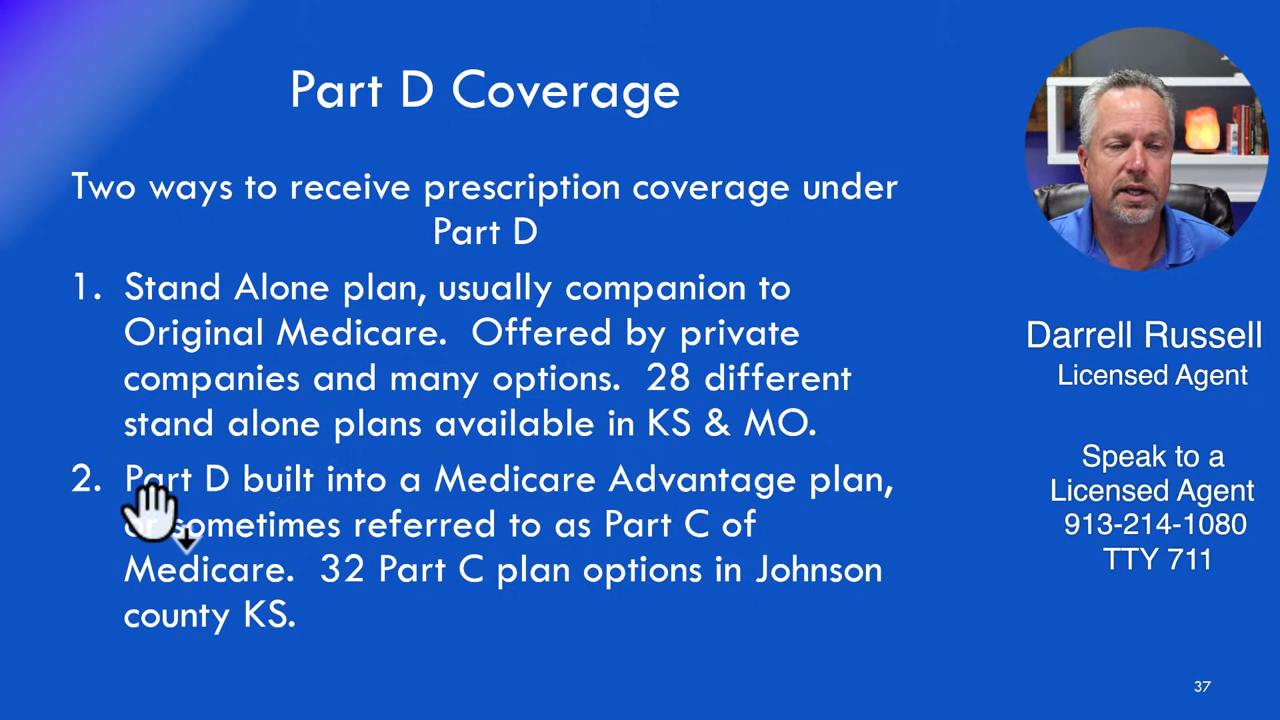 Part D Coverage
Two ways to receive prescription coverage under
Part D
1. Stand Alone plan, usually companion to
Original Medicare. Offered by private
companies and many options. 28 different
stand alone plans available in KS & MO.
2. Part D built into a Medicare Advantage plan,
or sometimes referred to as Part C of
Medicare. 32 Part C plan options in Johnson
county KS.
Darrell Russell
Licensed Agent
Speak to a
Licensed Agent
913-214-1080
TTY 711
37